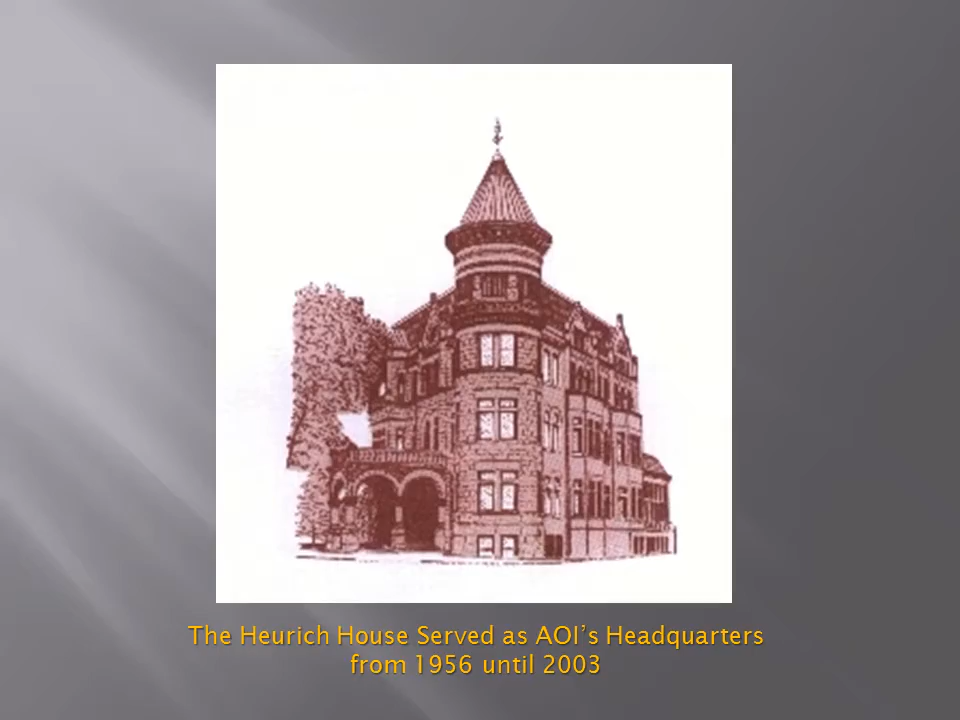 The Heurich House Served as AOI’s Headquarters
from 1956 until 2003